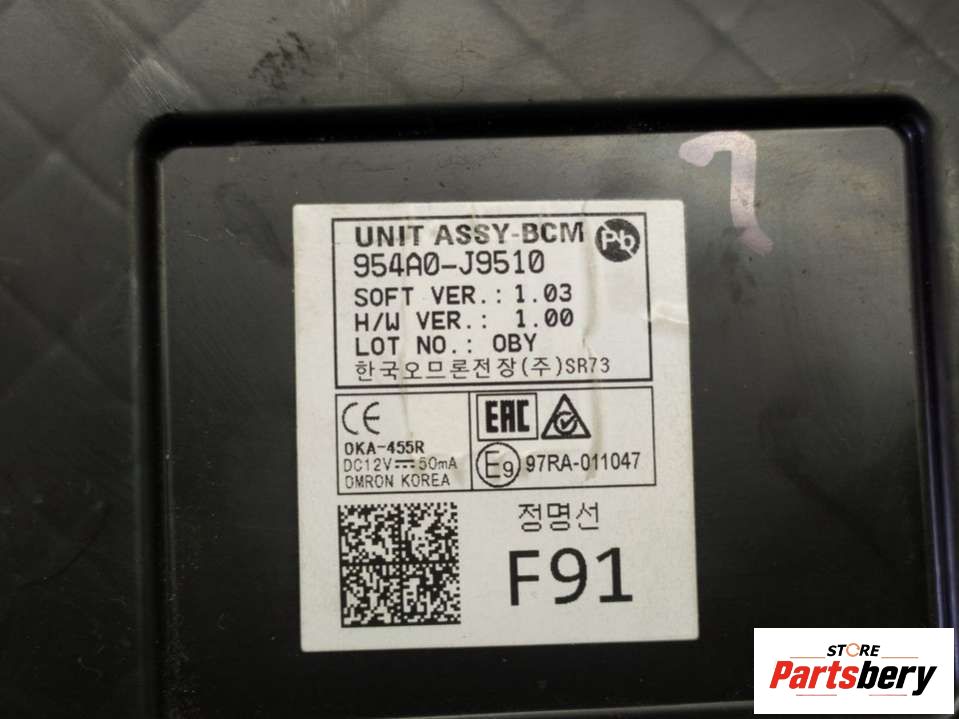 UNIT ASSY-BCM
Pb
954A0-J9510
SOFT VER.: 1.03
H/W VER.: 1.00
LOT NO.: OBY
한국오므론전장(주)SR73
CE
OKA-455R
DC12V⎓50mA
OMRON KOREA
EAC
E9 97RA-011047
정명선
F91
STORE
Partsbery